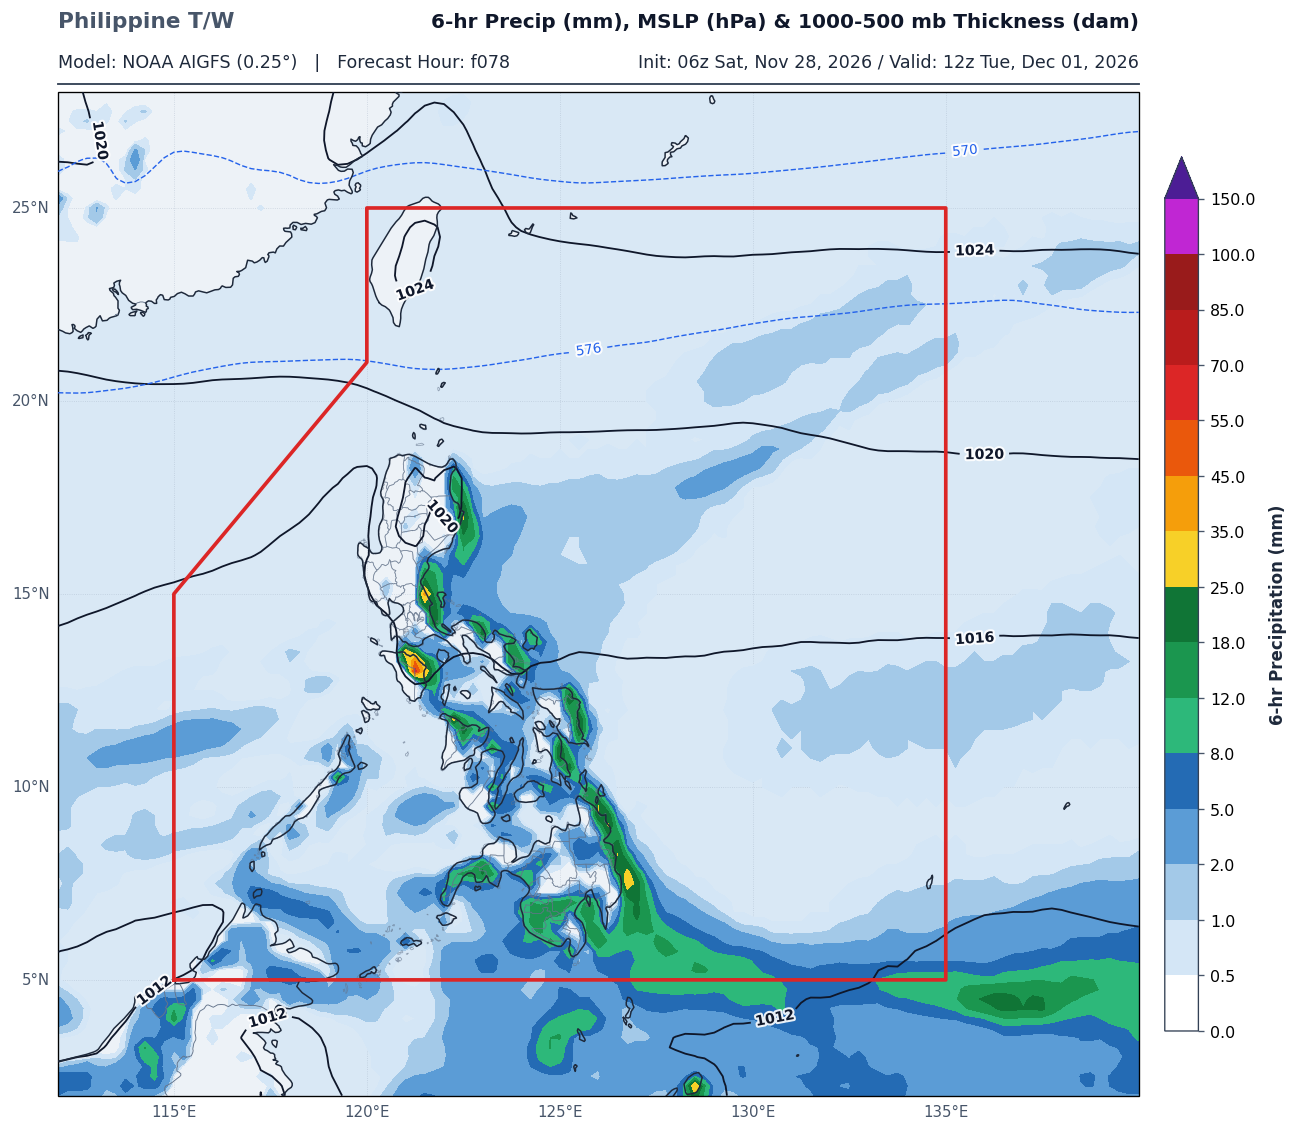 Philippine T/W
6-hr Precip (mm), MSLP (hPa) & 1000-500 mb Thickness (dam)
Model: NOAA AIGFS (0.25°) | Forecast Hour: f078
Init: 06z Sat, Nov 28, 2026 / Valid: 12z Tue, Dec 01, 2026
1020
570
25°N
1024
1024
576
20°N
1020
1020
15°N
1016
10°N
5°N
1012
1012
1012
115°E
120°E
125°E
130°E
135°E
150.0
100.0
85.0
70.0
55.0
45.0
35.0
25.0
18.0
12.0
8.0
5.0
2.0
1.0
0.5
0.0
6-hr Precipitation (mm)